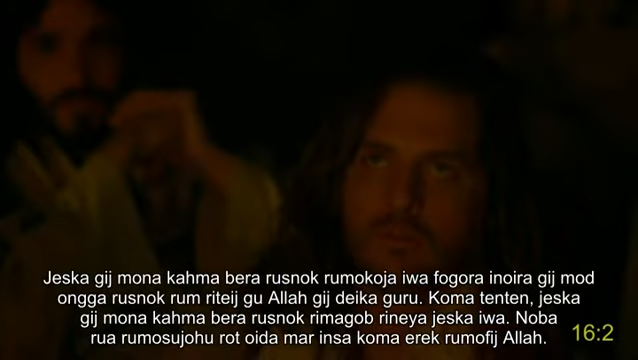 Jeska gij mona kahma bera rusnok rumokoja iwa fogora inoira gij mod
ongga rusnok rum riteij gu Allah gij deika guru. Koma tenten, jeska
gij mona kahma bera rusnok rimagob rineya jeska iwa. Noba
rua rumosujohu rot oida mar insa koma erek rumofij Allah.
16:2